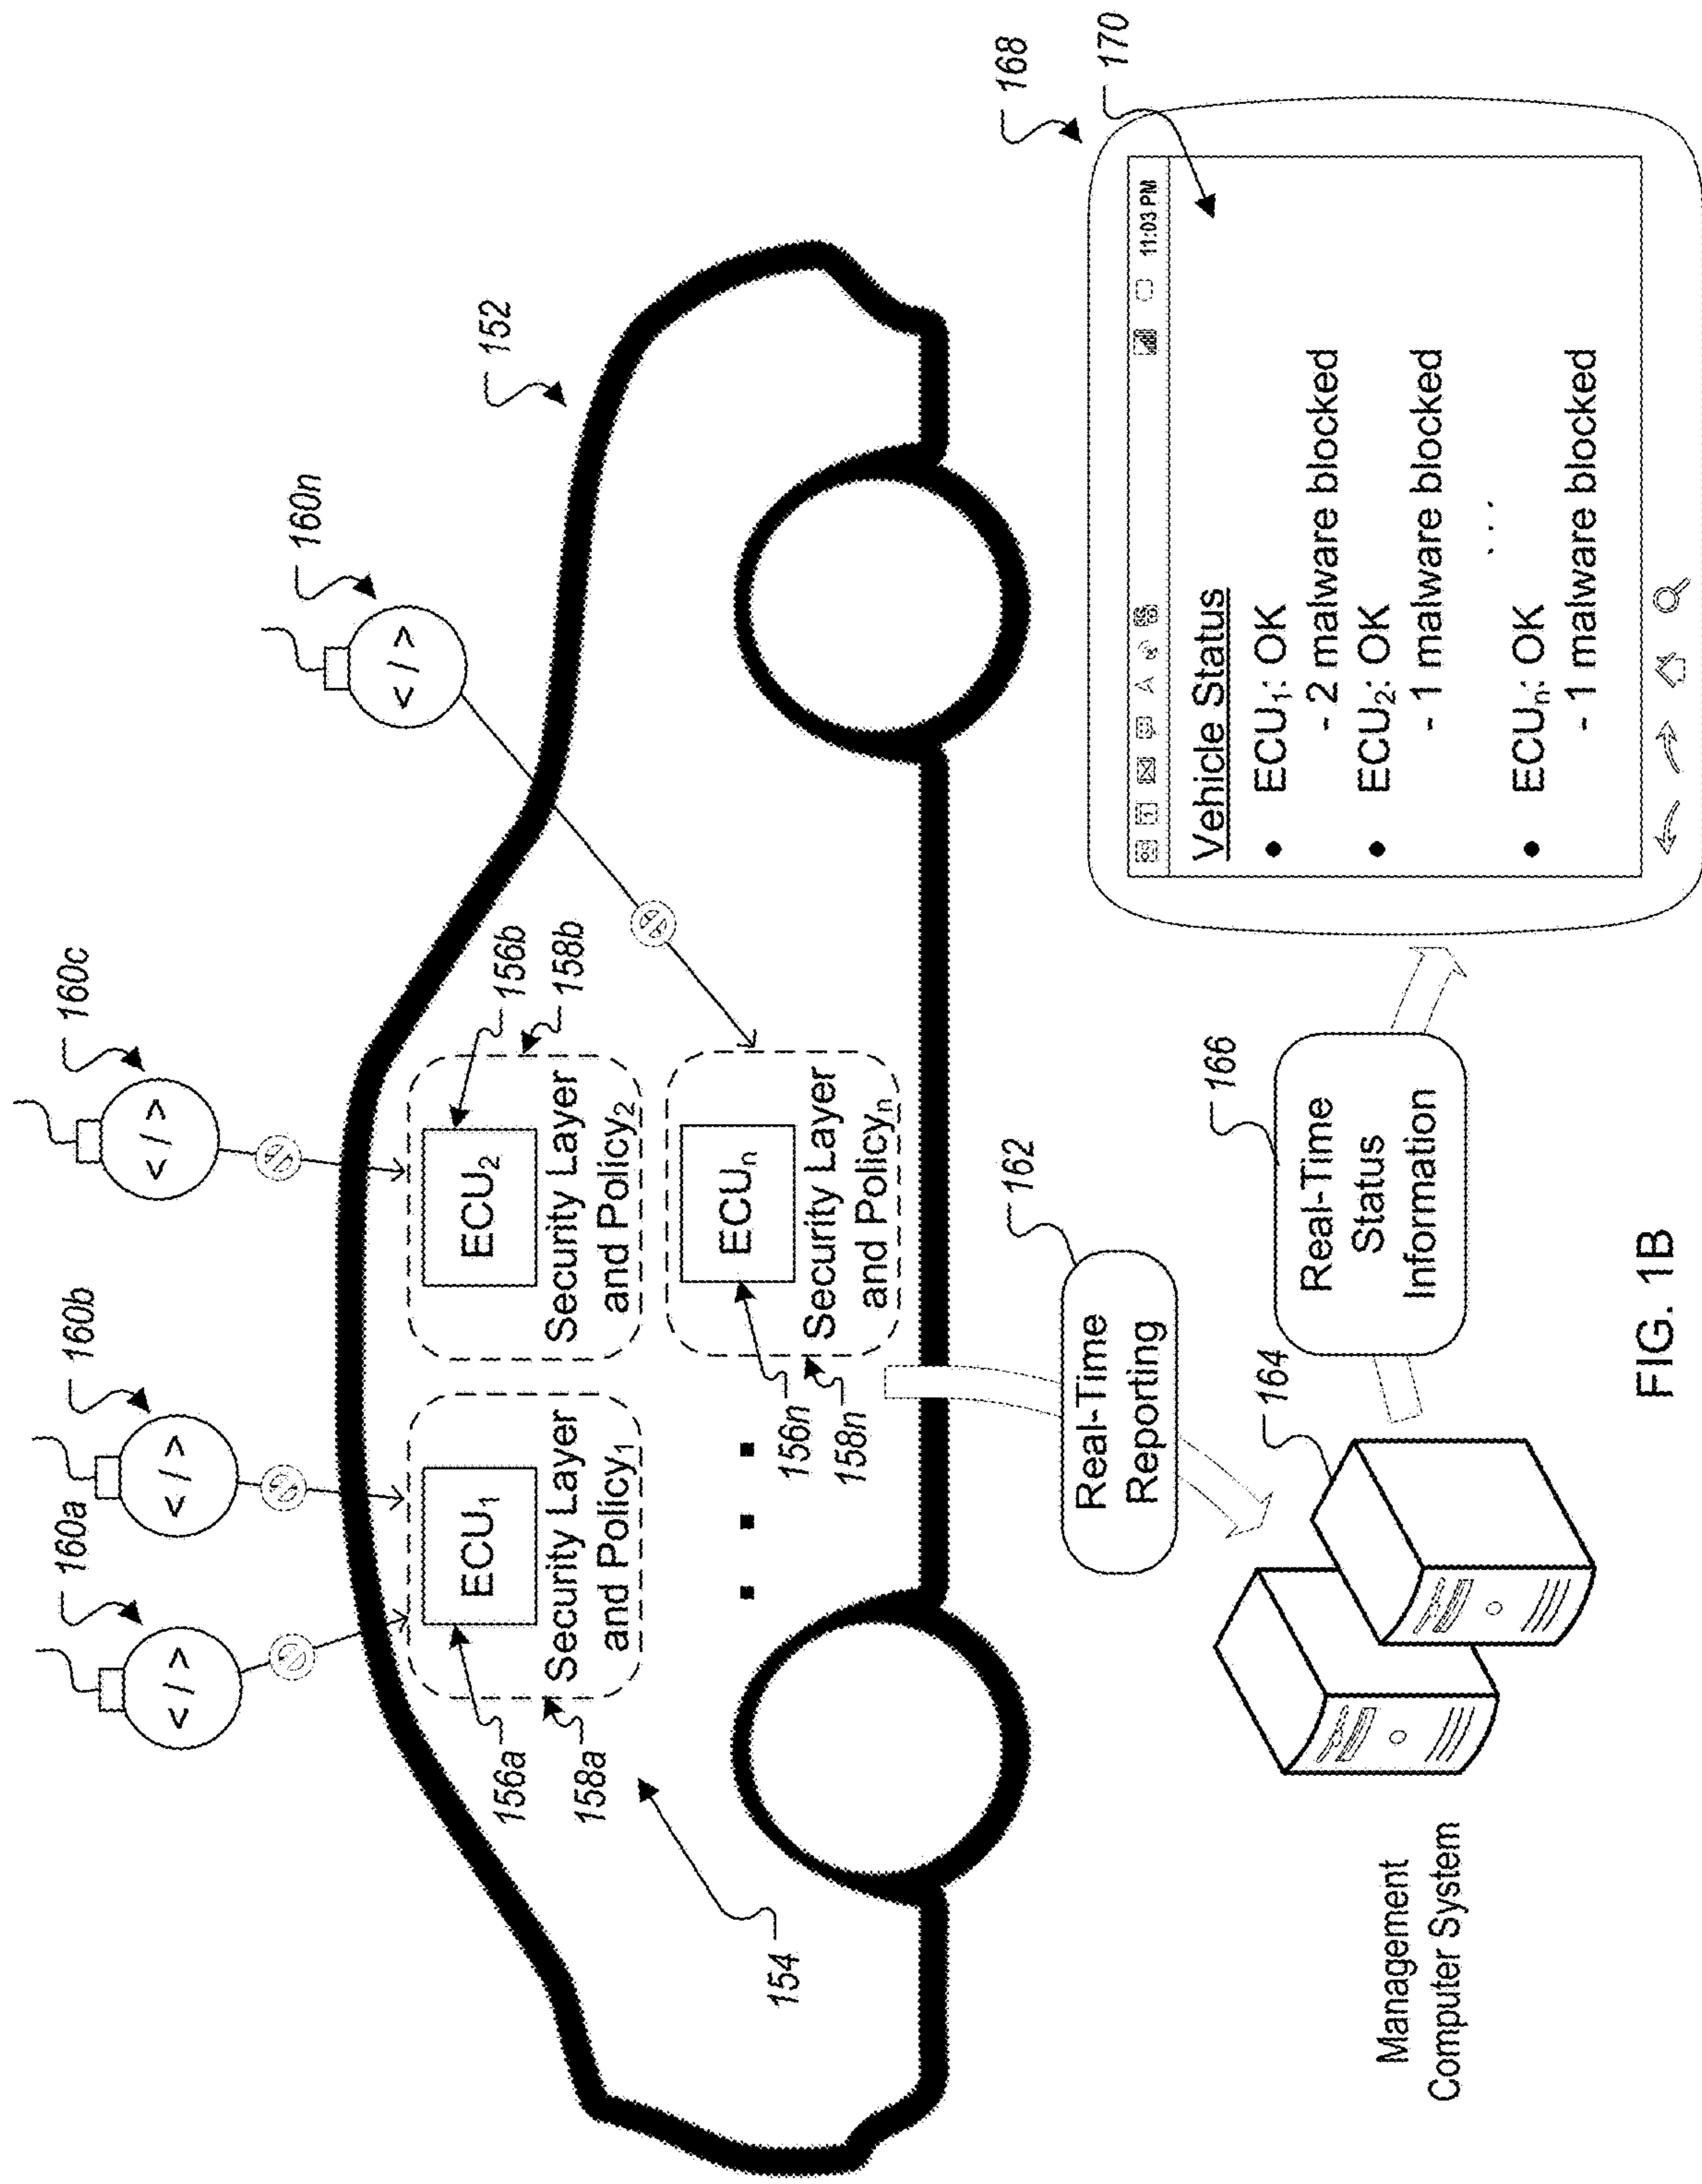 160a
160b
160c
160n
</>
</>
</>
</>
152
ECU1
Security Layer
and Policy1
ECU2
Security Layer
and Policy2
156b
158b
156a
158a
154
ECUn
Security Layer
and Policyn
156n
158n
. . .
162
Real-Time
Reporting
164
Management
Computer System
166
Real-Time
Status
Information
168
170
11:03 PM
Vehicle Status
• ECU1: OK
- 2 malware blocked
• ECU2: OK
- 1 malware blocked
. . .
• ECUn: OK
- 1 malware blocked
FIG. 1B